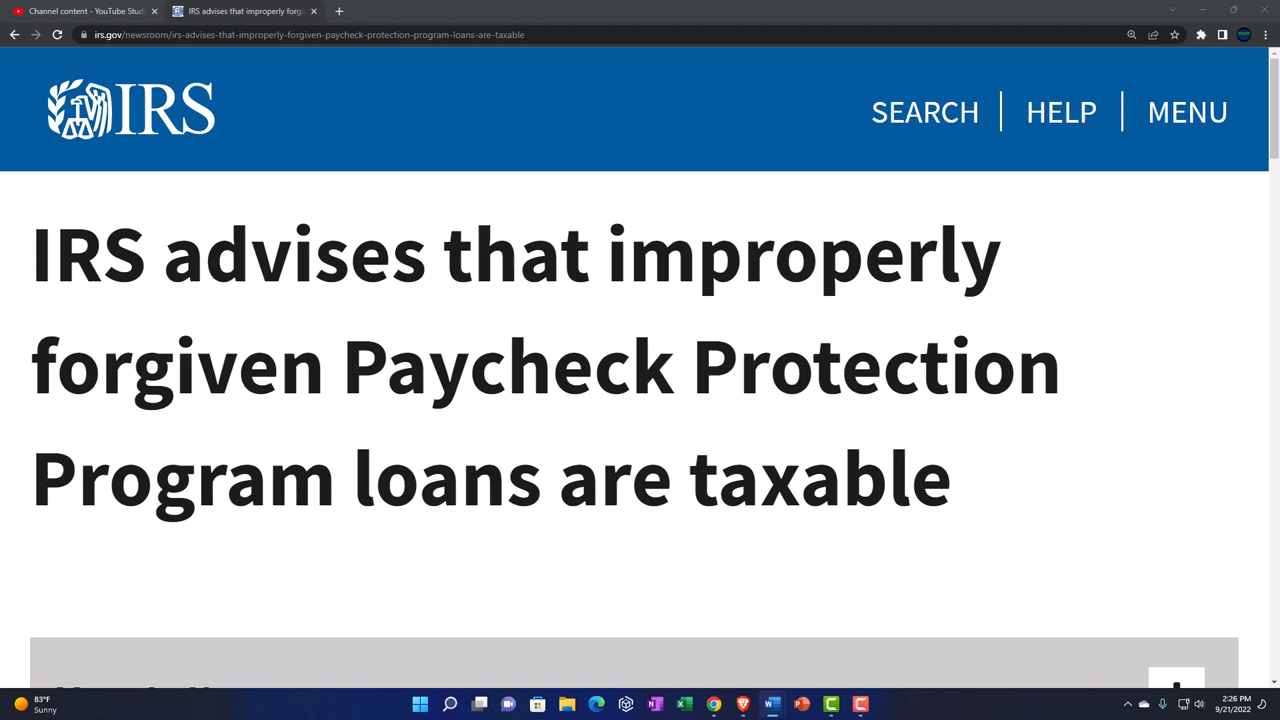 Channel content - YouTube Studi
IRS advises that improperly forgi
irs.gov/newsroom/irs-advises-that-improperly-forgiven-paycheck-protection-program-loans-are-taxable
IRS
SEARCH
HELP
MENU
IRS advises that improperly
forgiven Paycheck Protection
Program loans are taxable
83°F
Sunny
2:26 PM
9/21/2022